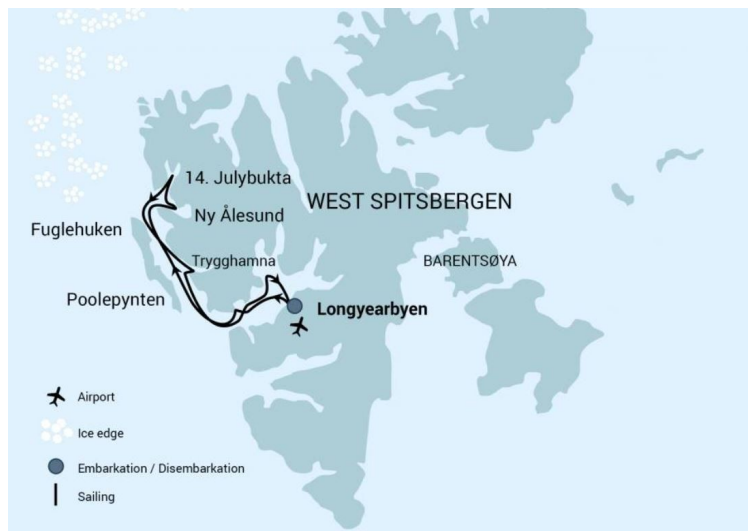 14. Julybukta
WEST SPITSBERGEN
Ny Ålesund
Fuglehuken
Trygghamna
BARENTSØYA
Poolepynten
Longyearbyen
Airport
Ice edge
Embarkation / Disembarkation
Sailing